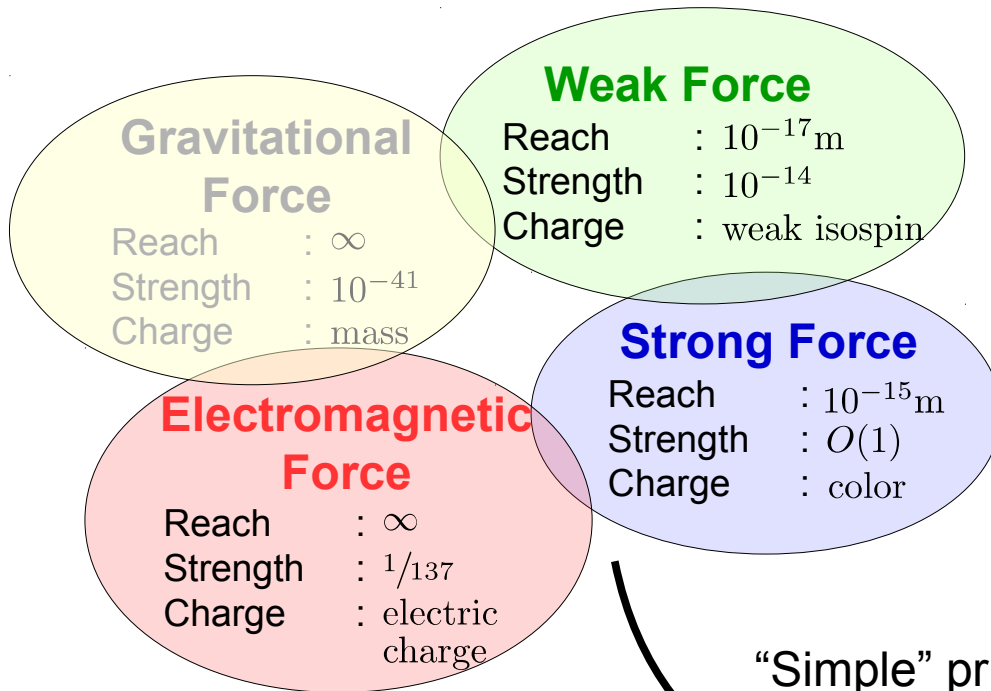 Weak Force
Reach : 10⁻¹⁷m
Strength : 10⁻¹⁴
Charge : weak isospin
Gravitational
Force
Reach : ∞
Strength : 10⁻⁴¹
Charge : mass
Strong Force
Reach : 10⁻¹⁵m
Strength : O(1)
Charge : color
Electromagnetic
Force
Reach : ∞
Strength : 1/137
Charge : electric
charge
“Simple” pr